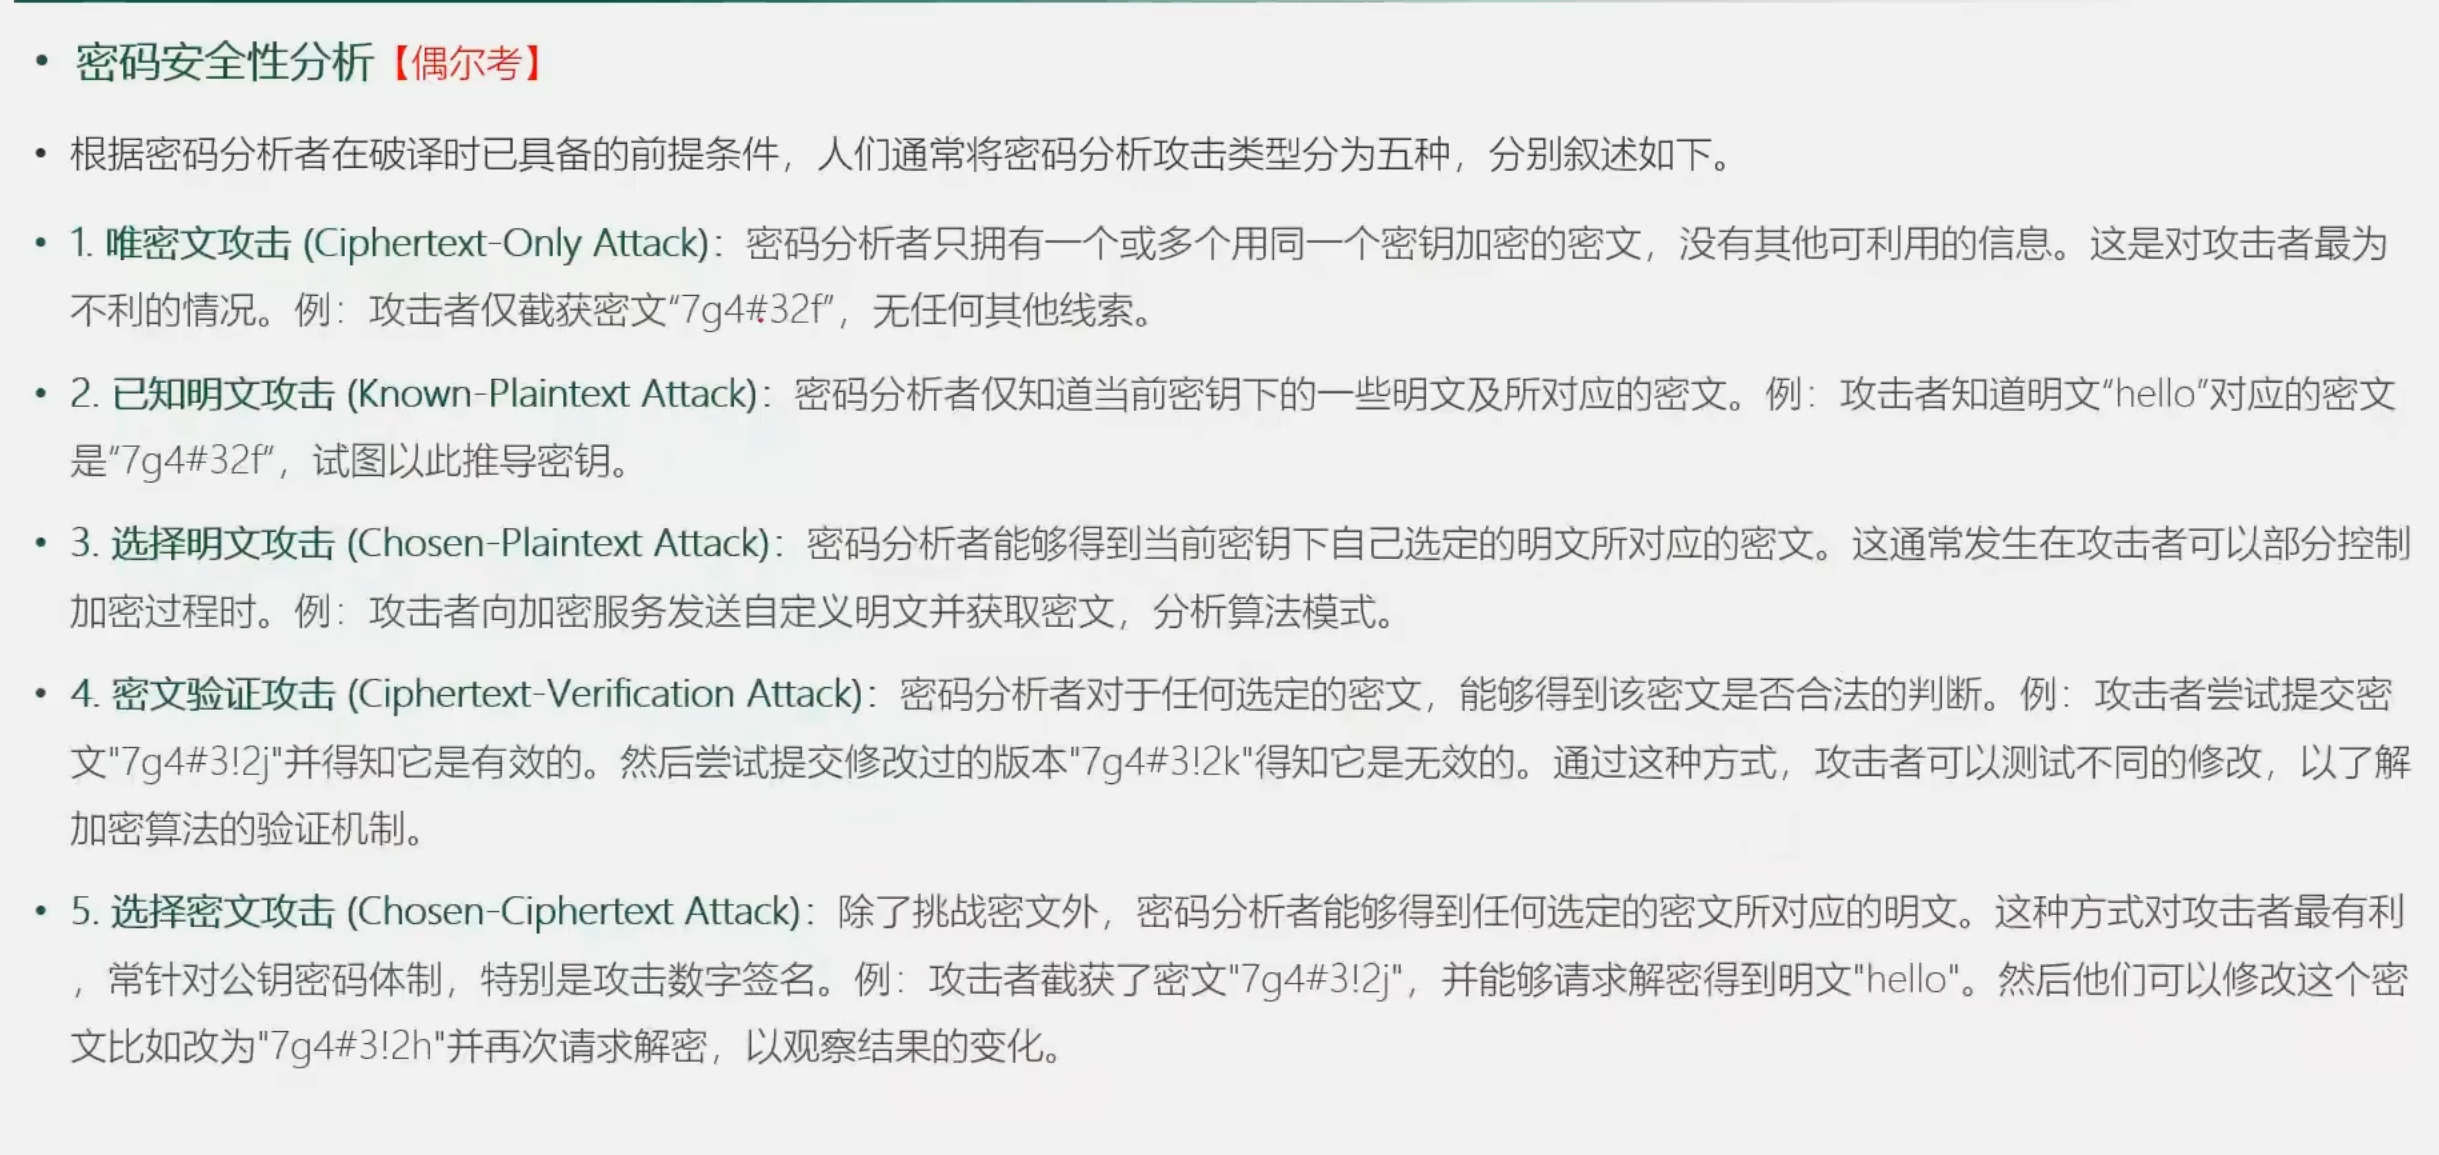 • 密码安全性分析【偶尔考】
• 根据密码分析者在破译时已具备的前提条件，人们通常将密码分析攻击类型分为五种，分别叙述如下。
• 1. 唯密文攻击 (Ciphertext-Only Attack)：密码分析者只拥有一个或多个用同一个密钥加密的密文，没有其他可利用的信息。这是对攻击者最为
不利的情况。例：攻击者仅截获密文“7g4#32f”，无任何其他线索。
• 2. 已知明文攻击 (Known-Plaintext Attack)：密码分析者仅知道当前密钥下的一些明文及所对应的密文。例：攻击者知道明文“hello”对应的密文
是“7g4#32f”，试图以此推导密钥。
• 3. 选择明文攻击 (Chosen-Plaintext Attack)：密码分析者能够得到当前密钥下自己选定的明文所对应的密文。这通常发生在攻击者可以部分控制
加密过程时。例：攻击者向加密服务发送自定义明文并获取密文，分析算法模式。
• 4. 密文验证攻击 (Ciphertext-Verification Attack)：密码分析者对于任何选定的密文，能够得到该密文是否合法的判断。例：攻击者尝试提交密
文"7g4#3!2j"并得知它是有效的。然后尝试提交修改过的版本"7g4#3!2k"得知它是无效的。通过这种方式，攻击者可以测试不同的修改，以了解
加密算法的验证机制。
• 5. 选择密文攻击 (Chosen-Ciphertext Attack)：除了挑战密文外，密码分析者能够得到任何选定的密文所对应的明文。这种方式对攻击者最有利
，常针对公钥密码体制，特别是攻击数字签名。例：攻击者截获了密文"7g4#3!2j"，并能够请求解密得到明文"hello"。然后他们可以修改这个密
文比如改为"7g4#3!2h"并再次请求解密，以观察结果的变化。